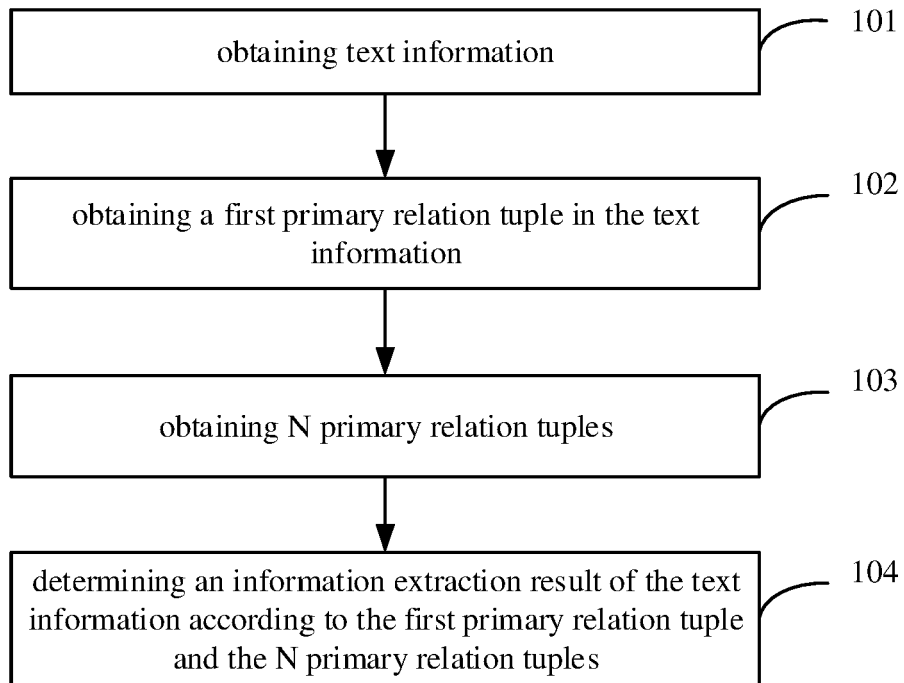 obtaining text information
101
obtaining a first primary relation tuple in the text
information
102
obtaining N primary relation tuples
103
determining an information extraction result of the text
information according to the first primary relation tuple
and the N primary relation tuples
104